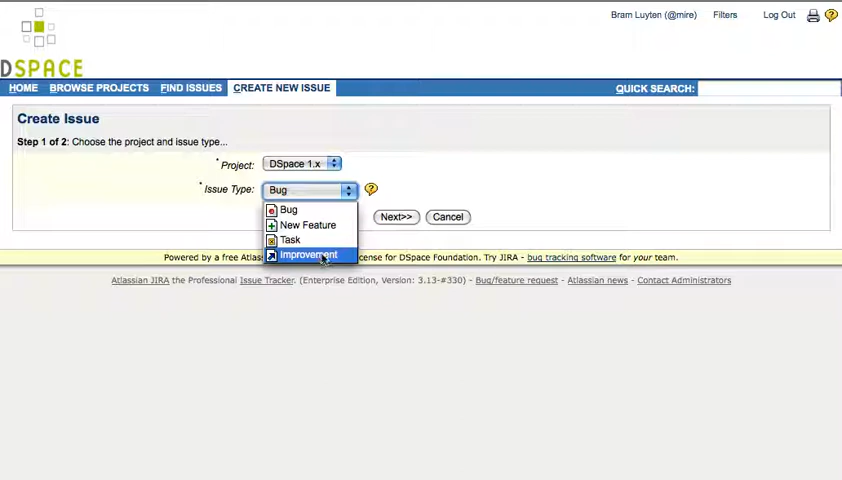 Bram Luyten (@mire) Filters Log Out
DSPACE
HOME BROWSE PROJECTS FIND ISSUES CREATE NEW ISSUE QUICK SEARCH:
Create Issue
Step 1 of 2: Choose the project and issue type...
* Project: DSpace 1.x
* Issue Type: Bug
Bug
New Feature
Next>> Cancel
Task
Improvement
Powered by a free Atlas cense for DSpace Foundation. Try JIRA - bug tracking software for your team.
Atlassian JIRA the Professional Issue Tracker. (Enterprise Edition, Version: 3.13-#330) - Bug/feature request - Atlassian news - Contact Administrators